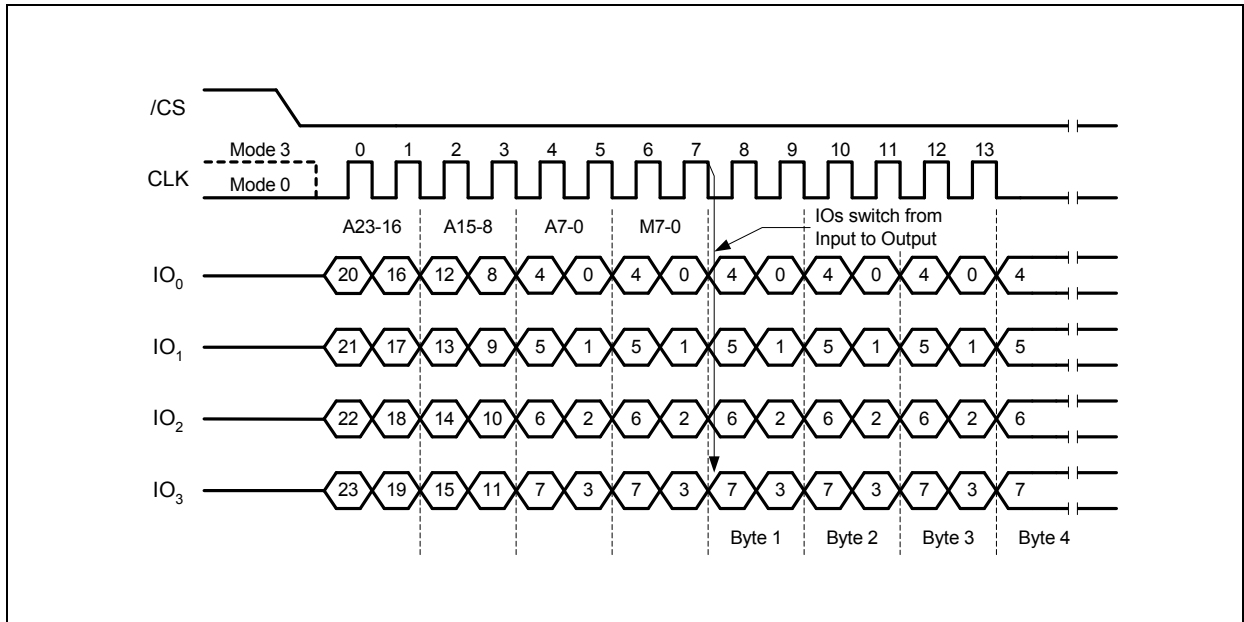 /CS
Mode 3 0 1 2 3 4 5 6 7 8 9 10 11 12 13
CLK
Mode 0
A23-16 A15-8 A7-0 M7-0
IOs switch from
Input to Output
IO0 20 16 12 8 4 0 4 0 4 0 4 0 4 0 4
IO1 21 17 13 9 5 1 5 1 5 1 5 1 5 1 5
IO2 22 18 14 10 6 2 6 2 6 2 6 2 6 2 6
IO3 23 19 15 11 7 3 7 3 7 3 7 3 7 3 7
Byte 1 Byte 2 Byte 3 Byte 4